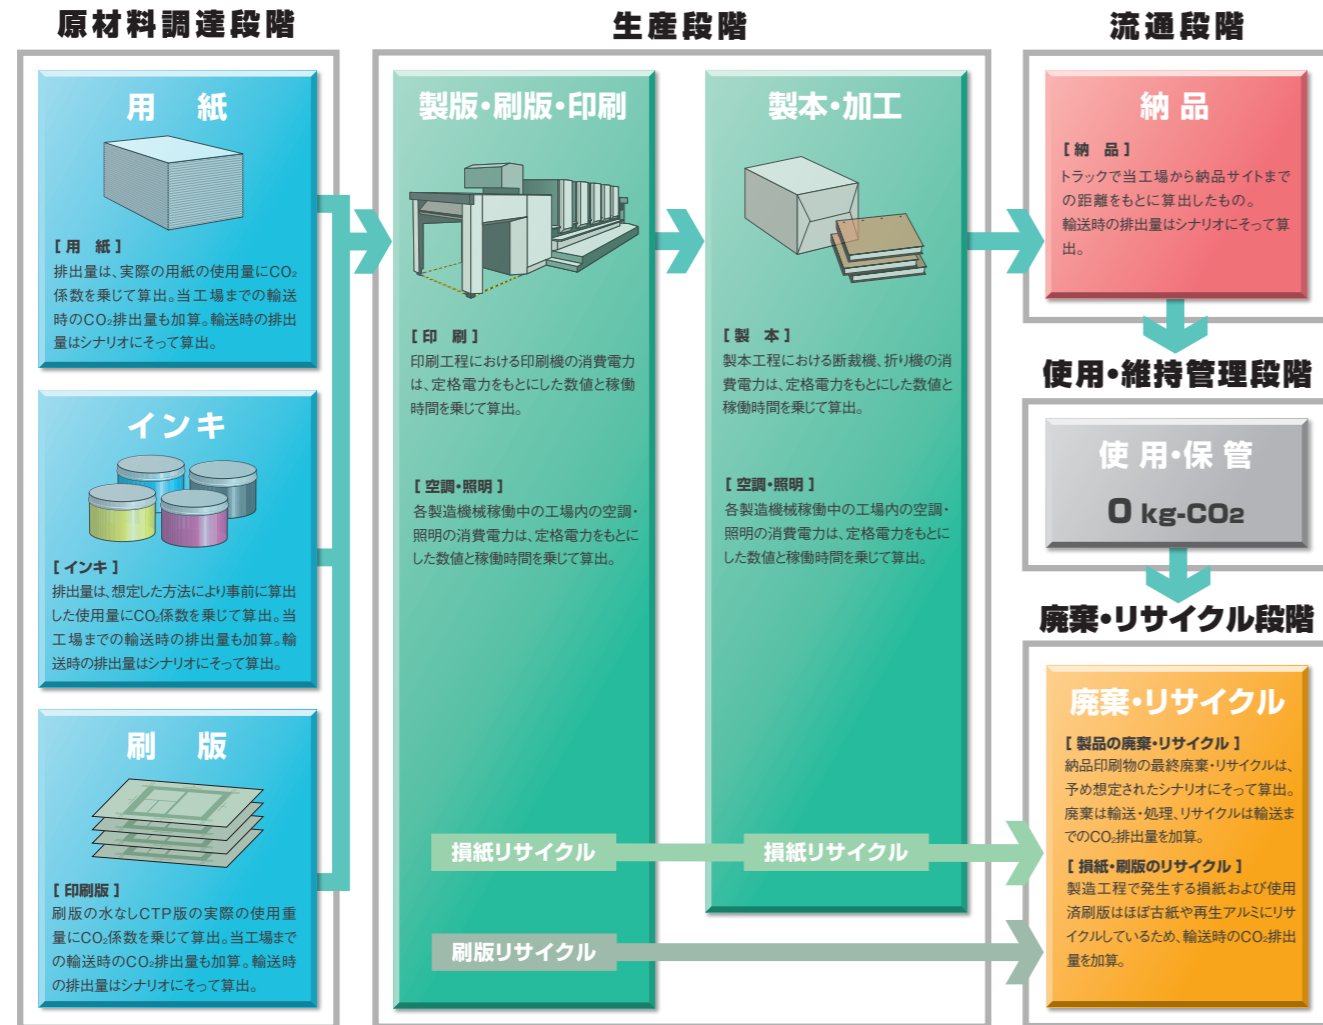 原材料調達段階
用 紙
[ 用 紙 ]
排出量は、実際の用紙の使用量にCO₂
係数を乗じて算出。当工場までの輸送
時のCO₂排出量も加算。輸送時の排出
量はシナリオにそって算出。
インキ
[ インキ ]
排出量は、想定した方法により事前に算出
した使用量にCO₂係数を乗じて算出。当
工場までの輸送時の排出量も加算。輸
送時の排出量はシナリオにそって算出。
刷 版
[ 印刷版 ]
刷版の水なしCTP版の実際の使用重
量にCO₂係数を乗じて算出。当工場まで
の輸送時のCO₂排出量も加算。輸送時
の排出量はシナリオにそって算出。
生産段階
製版・刷版・印刷
[ 印 刷 ]
印刷工程における印刷機の消費電力
は、定格電力をもとにした数値と稼働
時間を乗じて算出。
[ 空調・照明 ]
各製造機械稼働中の工場内の空調・
照明の消費電力は、定格電力をもとに
した数値と稼働時間を乗じて算出。
損紙リサイクル
刷版リサイクル
製本・加工
[ 製 本 ]
製本工程における断裁機、折り機の消
費電力は、定格電力をもとにした数値と
稼働時間を乗じて算出。
[ 空調・照明 ]
各製造機械稼働中の工場内の空調・
照明の消費電力は、定格電力をもとに
した数値と稼働時間を乗じて算出。
損紙リサイクル
流通段階
納 品
[ 納 品 ]
トラックで当工場から納品サイトまで
の距離をもとに算出したもの。
輸送時の排出量はシナリオにそって算
出。
使用・維持管理段階
使 用・保 管
0 kg-CO₂
廃棄・リサイクル段階
廃棄・リサイクル
[ 製品の廃棄・リサイクル ]
納品印刷物の最終廃棄・リサイクルは、
予め想定されたシナリオにそって算出。
廃棄は輸送・処理、リサイクルは輸送ま
でのCO₂排出量を加算。
[ 損紙・刷版のリサイクル ]
製造工程で発生する損紙および使用
済刷版はほぼ古紙や再生アルミにリサ
イクルしているため、輸送時のCO₂排出
量を加算。